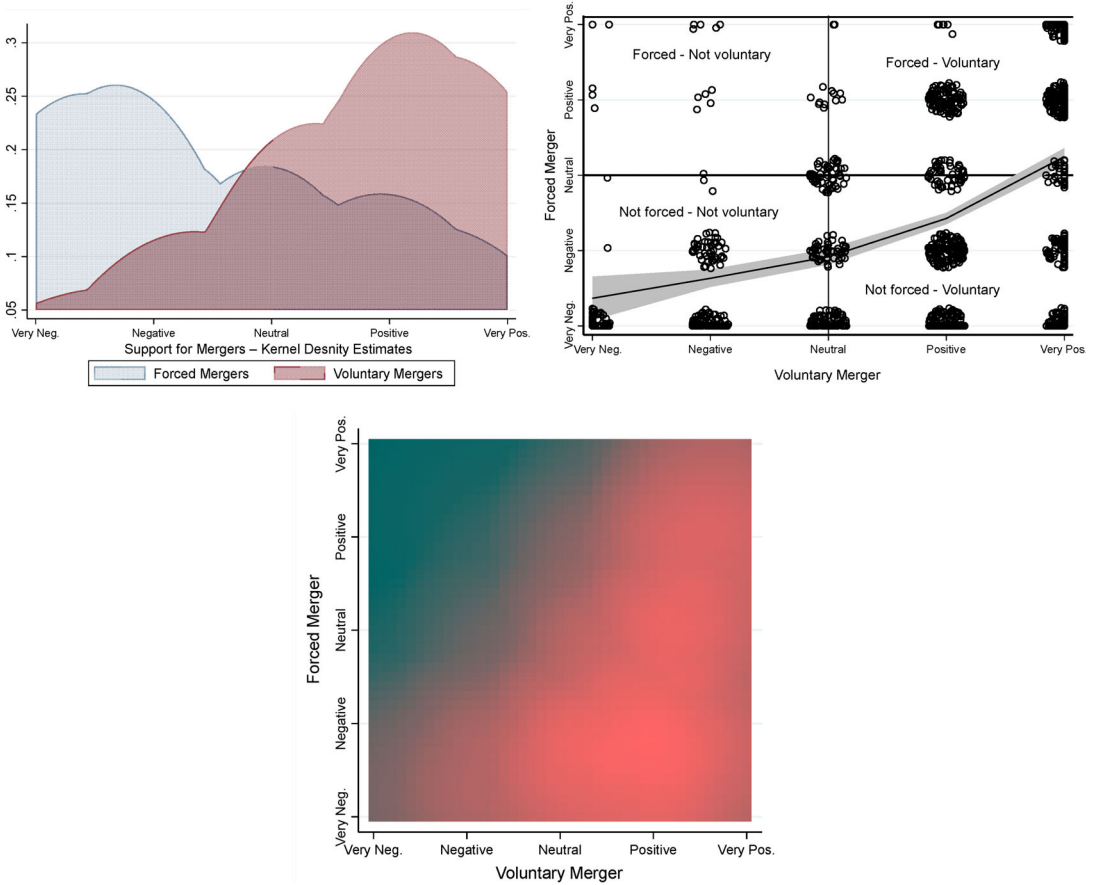 .3
.25
.2
.15
.1
.05
Very Neg.
Negative
Neutral
Positive
Very Pos.
Support for Mergers – Kernel Desnity Estimates
Forced Mergers
Voluntary Mergers
Forced Merger
Very Pos.
Positive
Neutral
Negative
Very Neg.
Forced - Not voluntary
Forced - Voluntary
Not forced - Not voluntary
Not forced - Voluntary
Very Neg.
Negative
Neutral
Positive
Very Pos
Voluntary Merger
Forced Merger
Very Pos.
Positive
Neutral
Negative
Very Neg.
Very Neg.
Negative
Neutral
Positive
Very Pos.
Voluntary Merger